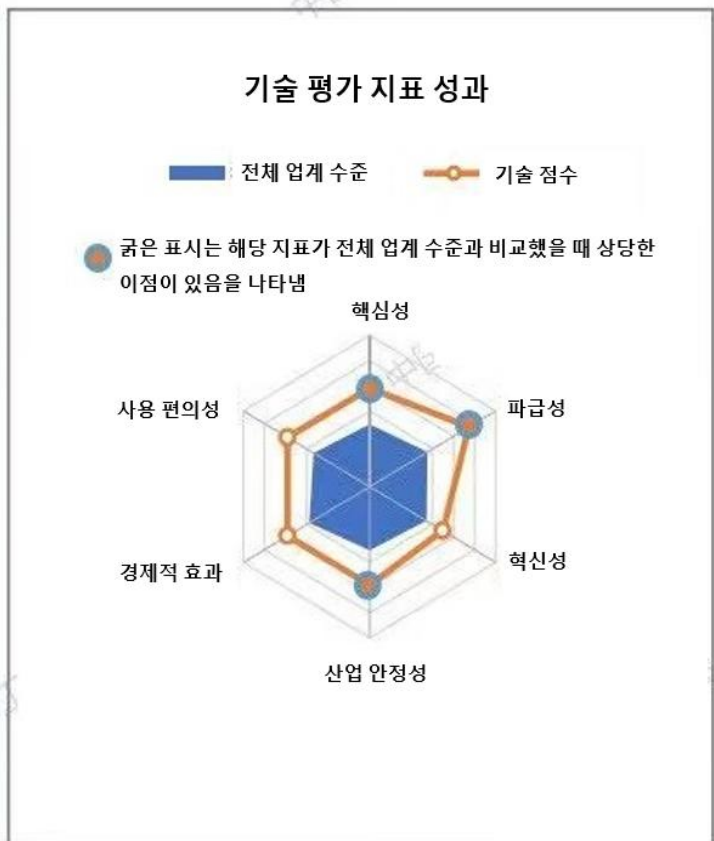 기술 평가 지표 성과
전체 업계 수준
기술 점수
굵은 표시는 해당 지표가 전체 업계 수준과 비교했을 때 상당한
이점이 있음을 나타냄
핵심성
사용 편의성
파급성
경제적 효과
혁신성
산업 안정성